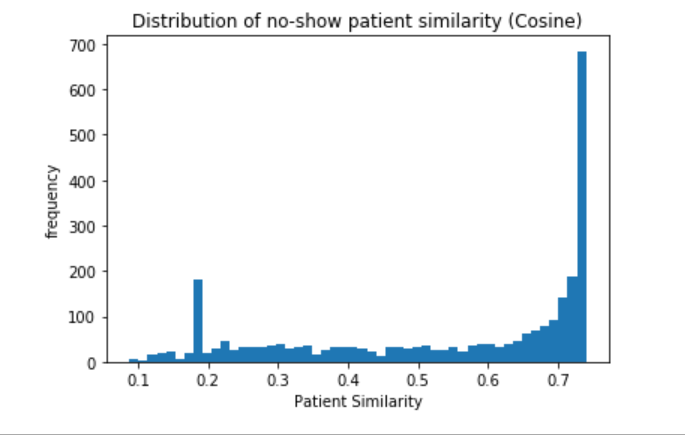 Distribution of no-show patient similarity (Cosine)
700
600
500
400
300
200
100
0
frequency
0.1 0.2 0.3 0.4 0.5 0.6 0.7
Patient Similarity